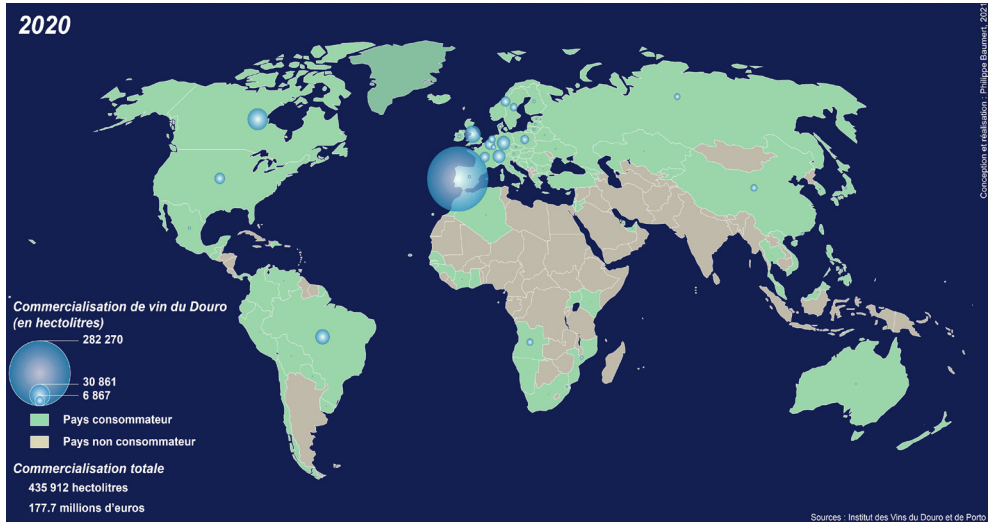 2020
Commercialisation de vin du Douro
(en hectolitres)
282 270
30 861
6 867
Pays consommateur
Pays non consommateur
Commercialisation totale
435 912 hectolitres
177.7 millions d'euros
Conception et réalisation : Philippe Baumert, 2021
Sources : Institut des Vins du Douro et de Porto